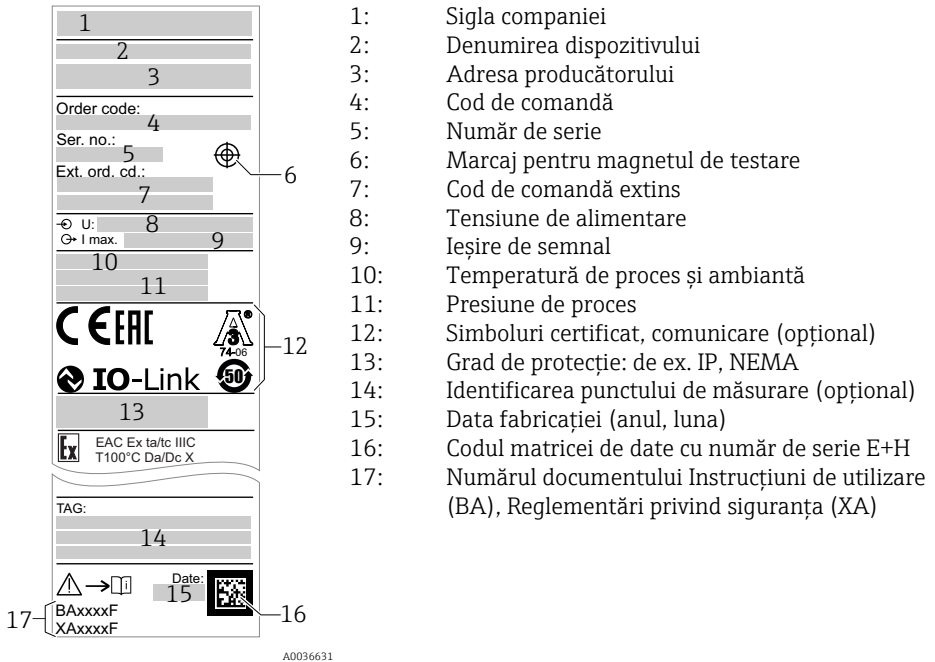 1
2
3
Order code:
4
Ser. no.:
5
6
Ext. ord. cd.:
7
U: 8
I max. 9
10
11
CE EAC A 3 ®
74-06
12
IO-Link 50
13
Ex EAC Ex ta/tc IIIC
T100°C Da/Dc X
TAG:
14
Date:
15
16
17
BAxxxxF
XAxxxxF
A0036631
1: Sigla companiei
2: Denumirea dispozitivului
3: Adresa producătorului
4: Cod de comandă
5: Număr de serie
6: Marcaj pentru magnetul de testare
7: Cod de comandă extins
8: Tensiune de alimentare
9: Ieșire de semnal
10: Temperatură de proces și ambiantă
11: Presiune de proces
12: Simboluri certificat, comunicare (opțional)
13: Grad de protecție: de ex. IP, NEMA
14: Identificarea punctului de măsurare (opțional)
15: Data fabricației (anul, luna)
16: Codul matricei de date cu număr de serie E+H
17: Numărul documentului Instrucțiuni de utilizare
(BA), Reglementări privind siguranța (XA)